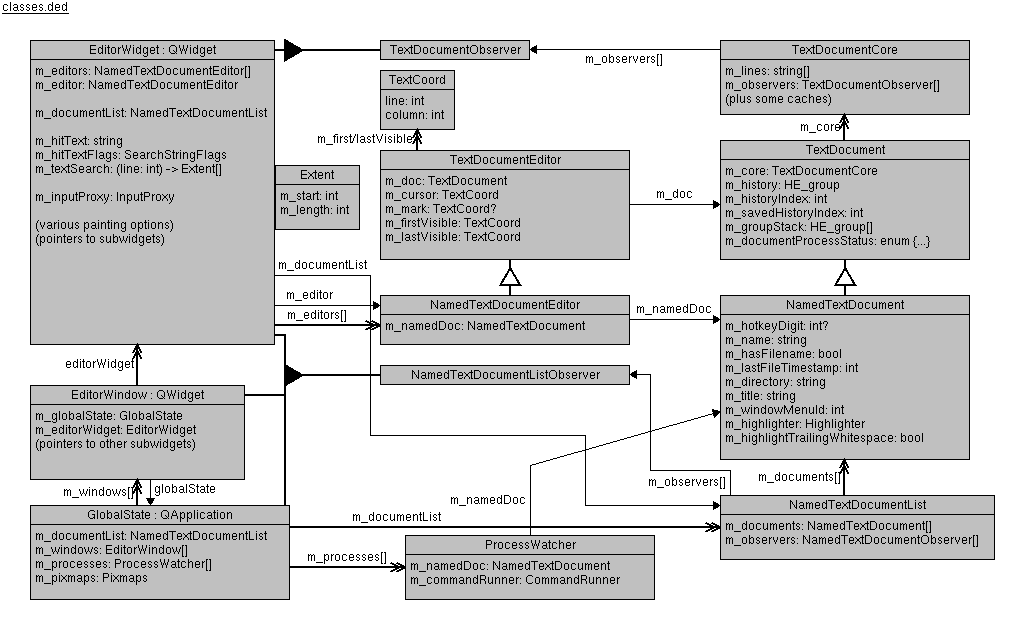 classes.ded
EditorWidget : QWidget
m_editors: NamedTextDocumentEditor[]
m_editor: NamedTextDocumentEditor
m_documentList: NamedTextDocumentList
m_hitText: string
m_hitTextFlags: SearchStringFlags
m_textSearch: (line: int) -> Extent[]
m_inputProxy: InputProxy
(various painting options)
(pointers to subwidgets)
TextDocumentObserver
m_observers[]
TextDocumentCore
m_lines: string[]
m_observers: TextDocumentObserver[]
(plus some caches)
TextCoord
line: int
column: int
m_first/lastVisible
m_core
Extent
m_start: int
m_length: int
TextDocumentEditor
m_doc: TextDocument
m_cursor: TextCoord
m_mark: TextCoord?
m_firstVisible: TextCoord
m_lastVisible: TextCoord
m_doc
TextDocument
m_core: TextDocumentCore
m_history: HE_group
m_historyIndex: int
m_savedHistoryIndex: int
m_groupStack: HE_group[]
m_documentProcessStatus: enum {...}
m_documentList
m_editor
m_editors[]
NamedTextDocumentEditor
m_namedDoc: NamedTextDocument
m_namedDoc
NamedTextDocument
m_hotkeyDigit: int?
m_name: string
m_hasFilename: bool
m_lastFileTimestamp: int
m_directory: string
m_title: string
m_windowMenuId: int
m_highlighter: Highlighter
m_highlightTrailingWhitespace: bool
editorWidget
NamedTextDocumentListObserver
EditorWindow : QWidget
m_globalState: GlobalState
m_editorWidget: EditorWidget
(pointers to other subwidgets)
m_windows[]
globalState
m_namedDoc
m_observers[]
m_documents[]
GlobalState : QApplication
m_documentList: NamedTextDocumentList
m_windows: EditorWindow[]
m_processes: ProcessWatcher[]
m_pixmaps: Pixmaps
m_documentList
m_processes[]
ProcessWatcher
m_namedDoc: NamedTextDocument
m_commandRunner: CommandRunner
NamedTextDocumentList
m_documents: NamedTextDocument[]
m_observers: NamedTextDocumentObserver[]